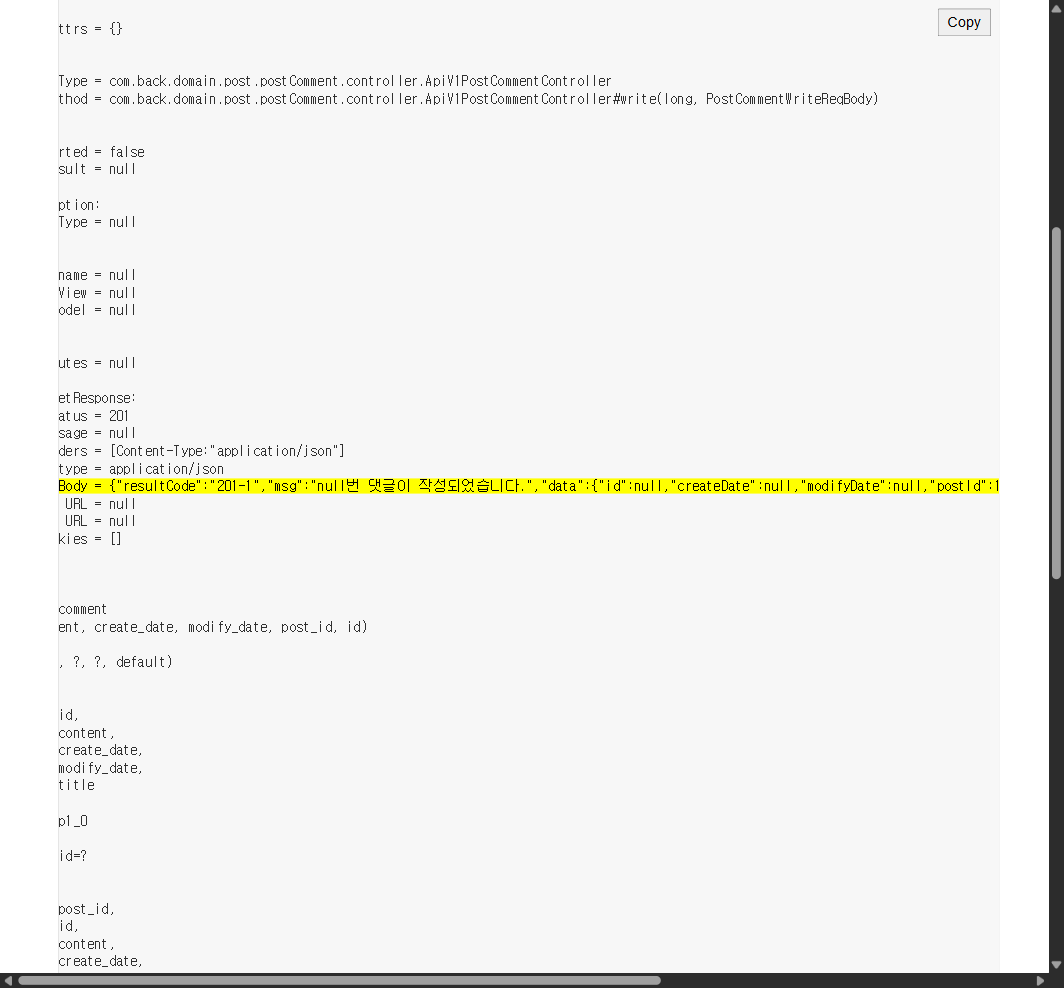 Copy
ttrs = {}
Type = com.back.domain.post.postComment.controller.ApiV1PostCommentController
thod = com.back.domain.post.postComment.controller.ApiV1PostCommentController#write(long, PostCommentWriteReqBody)
rted = false
sult = null
ption:
Type = null
name = null
View = null
odel = null
utes = null
etResponse:
atus = 201
sage = null
ders = [Content-Type:"application/json"]
type = application/json
Body = {"resultCode":"201-1","msg":"null번 댓글이 작성되었습니다.","data":{"id":null,"createDate":null,"modifyDate":null,"postId":1
URL = null
URL = null
kies = []
comment
ent, create_date, modify_date, post_id, id)
, ?, ?, default)
id,
content,
create_date,
modify_date,
title
p1_0
id=?
post_id,
id,
content,
create_date,